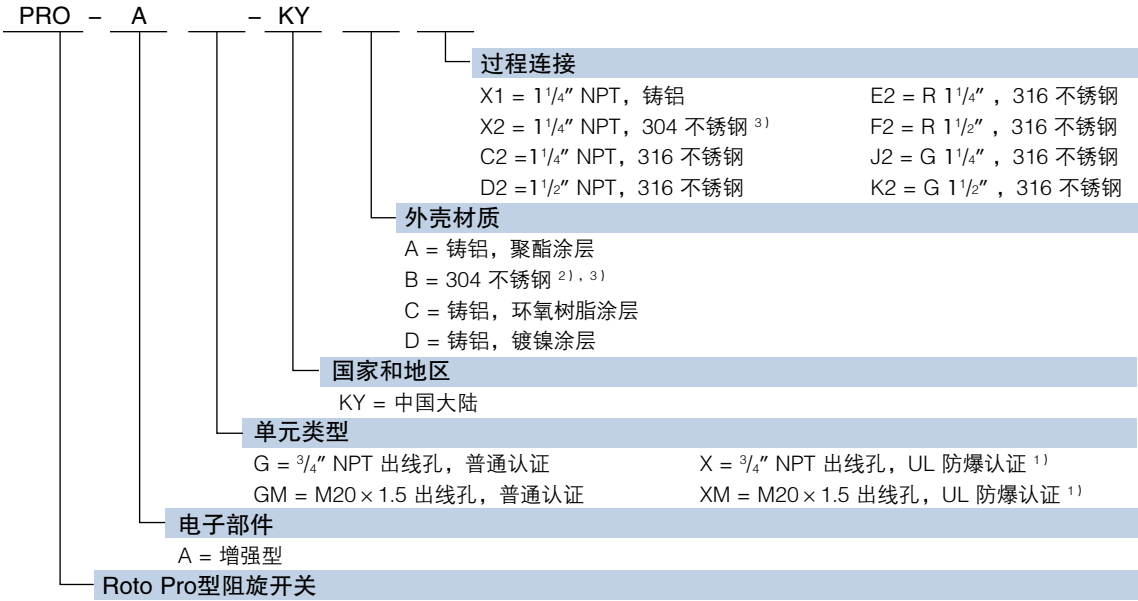 PRO – A – KY
过程连接
X1 = 1¹/₄″ NPT，铸铝 E2 = R 1¹/₄″ ，316 不锈钢
X2 = 1¹/₄″ NPT，304 不锈钢 ³⁾ F2 = R 1¹/₂″ ，316 不锈钢
C2 =1¹/₄″ NPT，316 不锈钢 J2 = G 1¹/₄″ ，316 不锈钢
D2 =1¹/₂″ NPT，316 不锈钢 K2 = G 1¹/₂″ ，316 不锈钢
外壳材质
A = 铸铝，聚酯涂层
B = 304 不锈钢 ²⁾，³⁾
C = 铸铝，环氧树脂涂层
D = 铸铝，镀镍涂层
国家和地区
KY = 中国大陆
单元类型
G = ³/₄″ NPT 出线孔，普通认证 X = ³/₄″ NPT 出线孔，UL 防爆认证 ¹⁾
GM = M20×1.5 出线孔，普通认证 XM = M20×1.5 出线孔，UL 防爆认证 ¹⁾
电子部件
A = 增强型
Roto Pro型阻旋开关